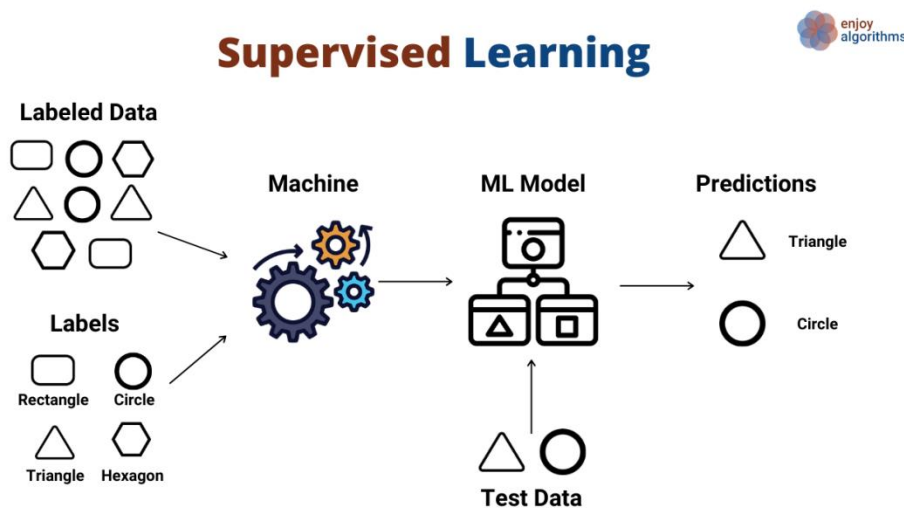 enjoy
algorithms
Supervised Learning
Labeled Data
Machine
ML Model
Predictions
Triangle
Circle
Labels
Rectangle
Circle
Triangle
Hexagon
Test Data